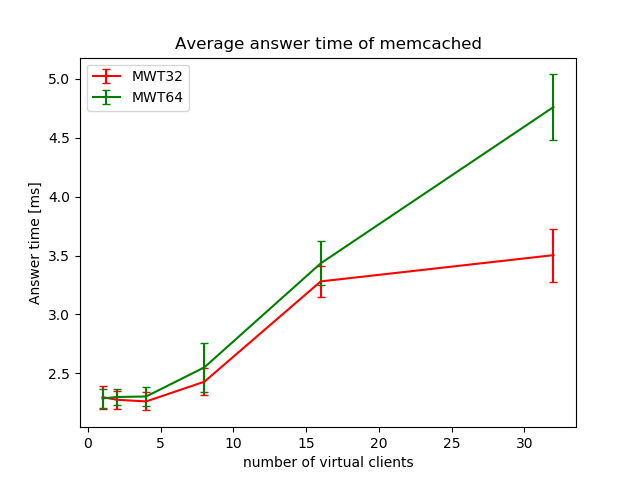 Average answer time of memcached
MWT32
MWT64
5.0
4.5
4.0
3.5
3.0
2.5
Answer time [ms]
0 5 10 15 20 25 30
number of virtual clients